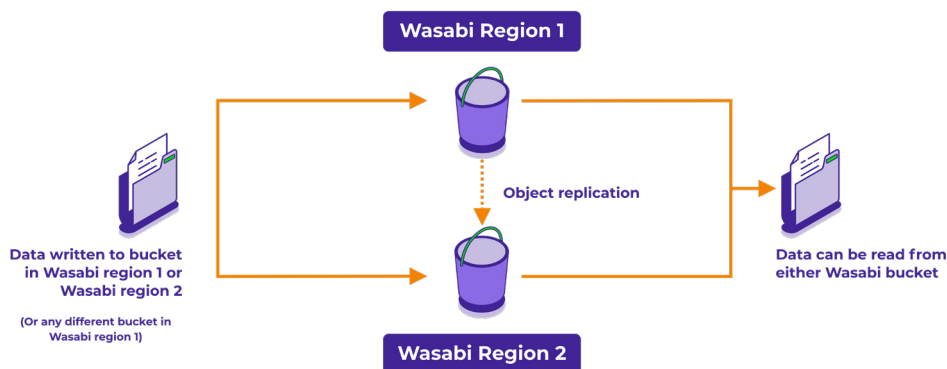 Wasabi Region 1
Object replication
Data written to bucket
in Wasabi region 1 or
Wasabi region 2
(Or any different bucket in
Wasabi region 1)
Data can be read from
either Wasabi bucket
Wasabi Region 2